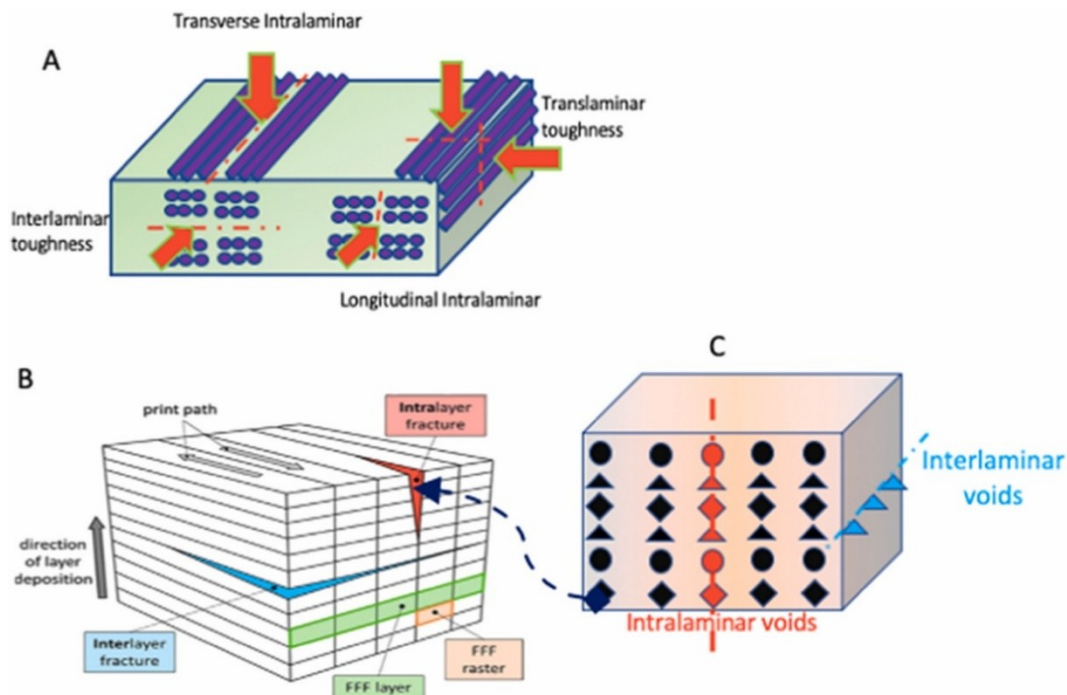 Transverse Intralaminar
A
Translaminar
toughness
Interlaminar
toughness
Longitudinal Intralaminar
B
print path
Intralayer
fracture
direction
of layer
deposition
Interlayer
fracture
FFF layer
FFF
raster
C
Interlaminar
voids
Intralaminar voids